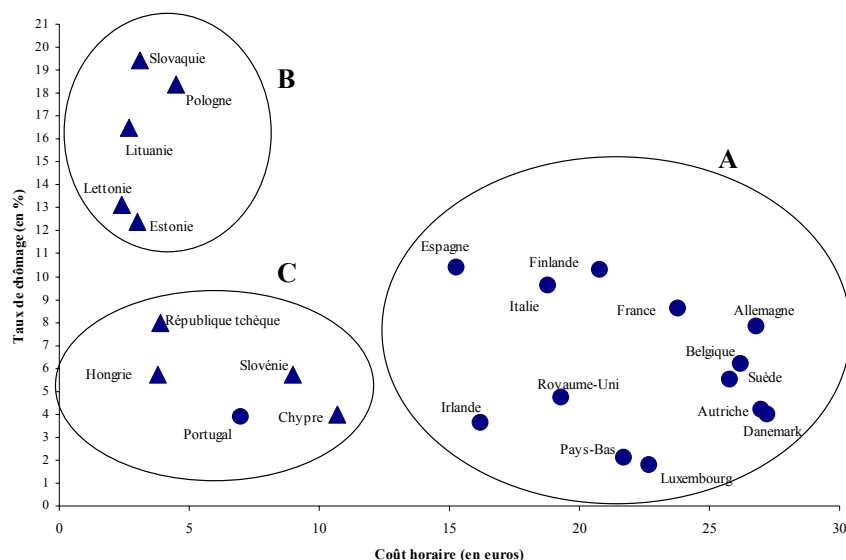 21
20
19
18
17
16
15
14
13
12
11
10
9
8
7
6
5
4
3
2
1
0
Taux de chômage (en %)
Slovaquie
B
Pologne
Lituanie
Lettonie
Estonie
A
Espagne
Finlande
Italie
France
Allemagne
Belgique
Suède
Royaume-Uni
Irlande
Autriche
Danemark
Pays-Bas
Luxembourg
C
République tchèque
Hongrie
Slovénie
Portugal
Chypre
0 5 10 15 20 25 30
Coût horaire (en euros)